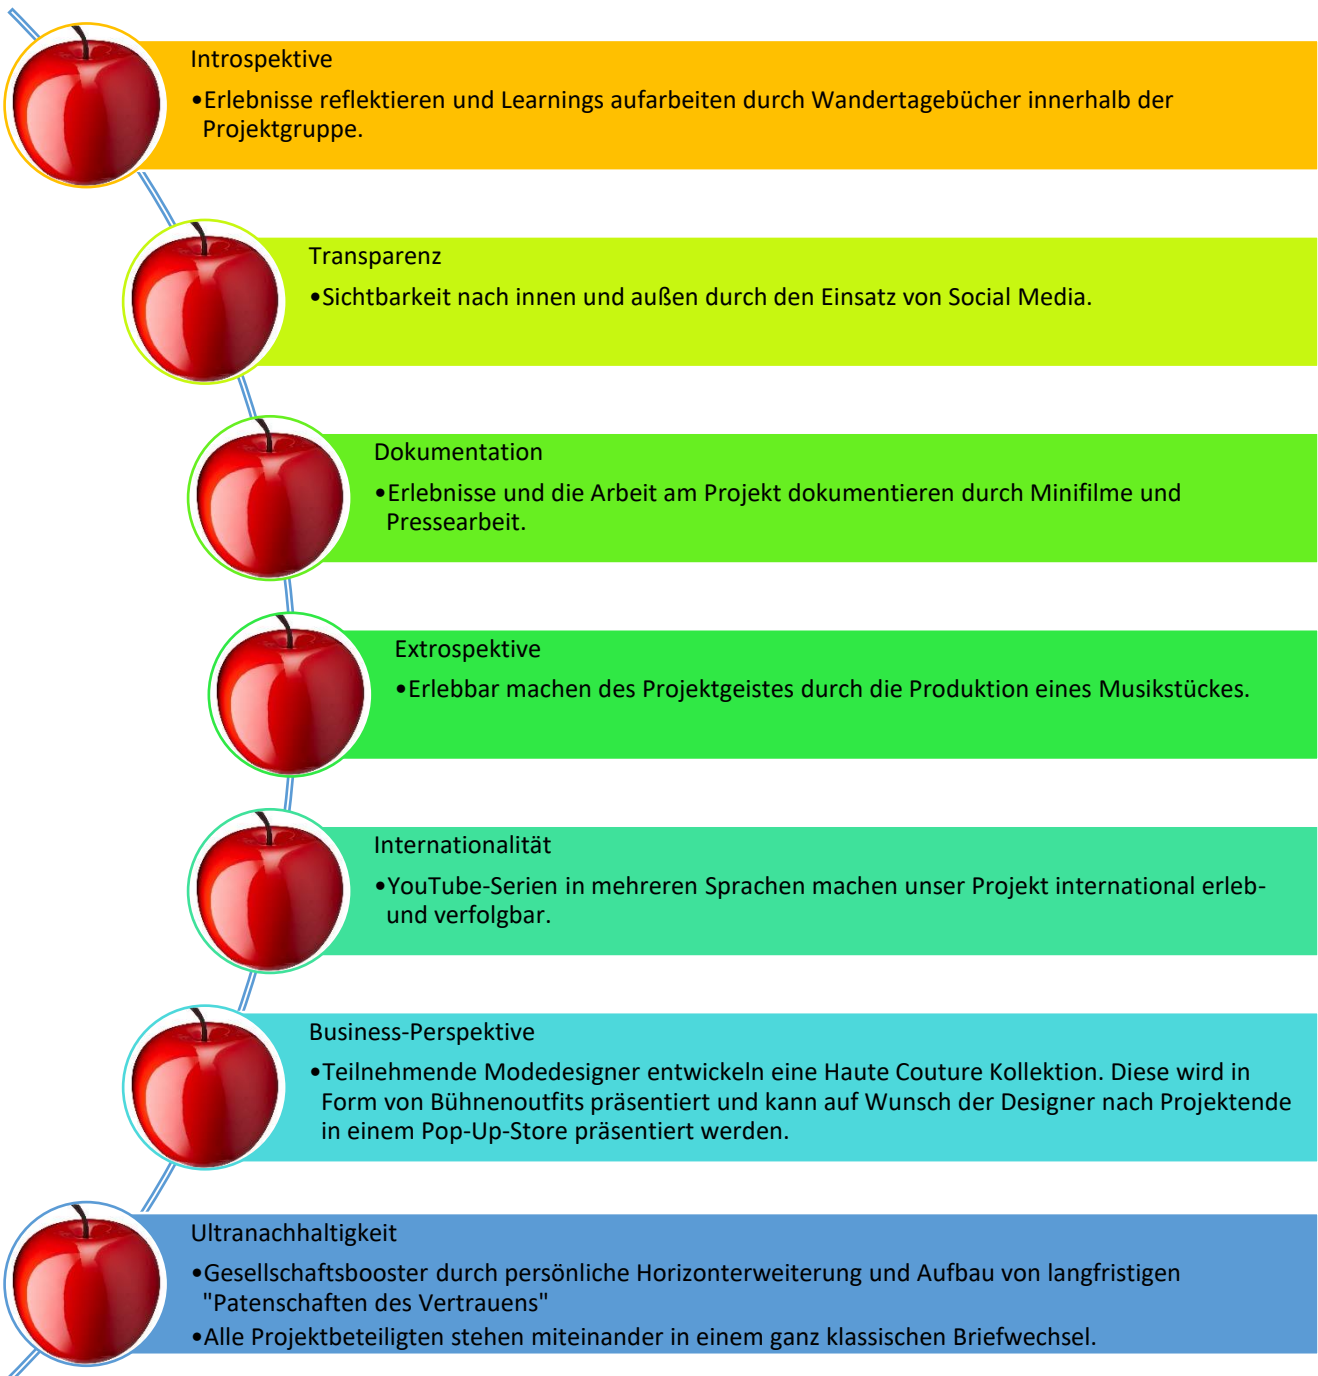 Introspektive
•Erlebnisse reflektieren und Learnings aufarbeiten durch Wandertagebücher innerhalb der
Projektgruppe.
Transparenz
•Sichtbarkeit nach innen und außen durch den Einsatz von Social Media.
Dokumentation
•Erlebnisse und die Arbeit am Projekt dokumentieren durch Minifilme und
Pressearbeit.
Extrospektive
•Erlebbar machen des Projektgeistes durch die Produktion eines Musikstückes.
Internationalität
•YouTube-Serien in mehreren Sprachen machen unser Projekt international erleb-
und verfolgbar.
Business-Perspektive
•Teilnehmende Modedesigner entwickeln eine Haute Couture Kollektion. Diese wird in
Form von Bühnenoutfits präsentiert und kann auf Wunsch der Designer nach Projektende
in einem Pop-Up-Store präsentiert werden.
Ultranachhaltigkeit
•Gesellschaftsbooster durch persönliche Horizonterweiterung und Aufbau von langfristigen
"Patenschaften des Vertrauens"
•Alle Projektbeteiligten stehen miteinander in einem ganz klassischen Briefwechsel.